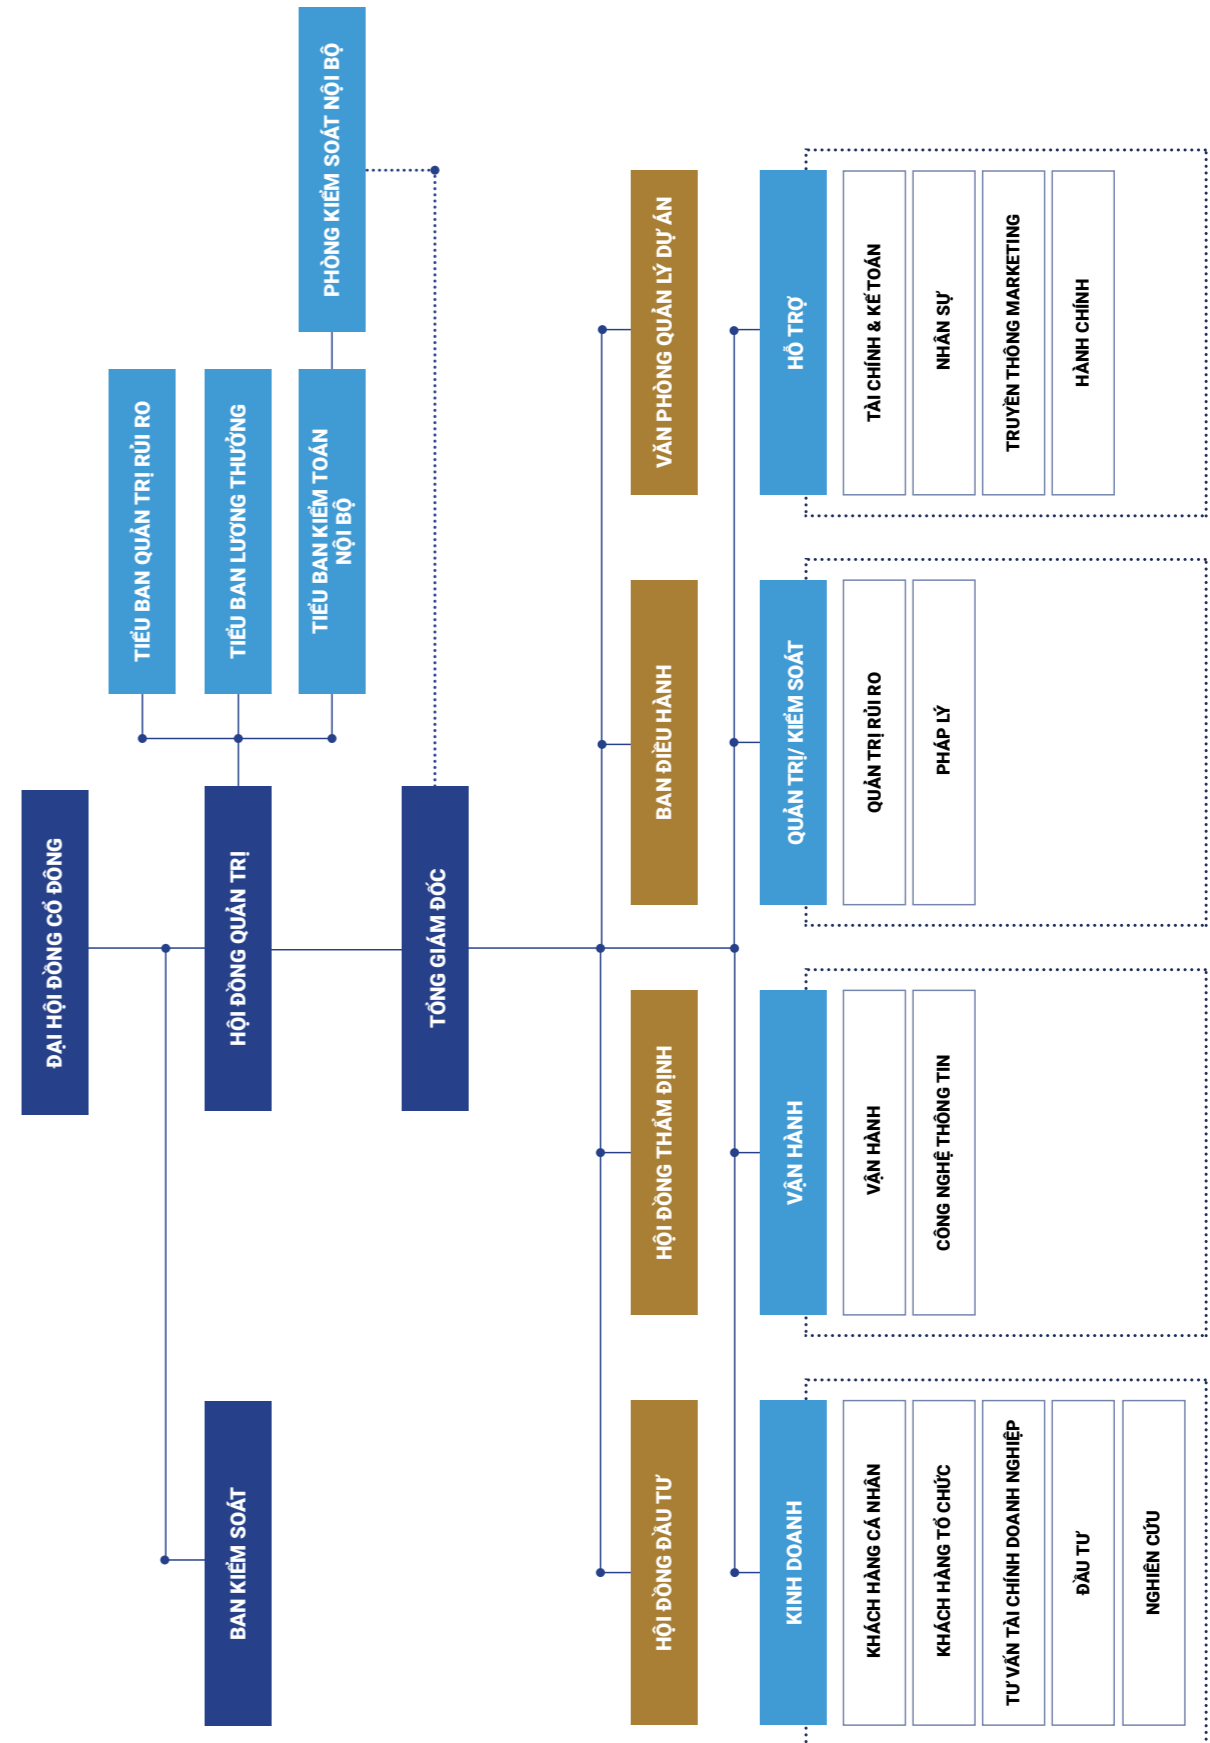 ĐẠI HỘI ĐỒNG CỔ ĐÔNG
BAN KIỂM SOÁT
HỘI ĐỒNG QUẢN TRỊ
TIỂU BAN QUẢN TRỊ RỦI RO
TIỂU BAN LƯƠNG THƯỞNG
TIỂU BAN KIỂM TOÁN
NỘI BỘ
PHÒNG KIỂM SOÁT NỘI BỘ
TỔNG GIÁM ĐỐC
HỘI ĐỒNG ĐẦU TƯ
HỘI ĐỒNG THẨM ĐỊNH
BAN ĐIỀU HÀNH
VĂN PHÒNG QUẢN LÝ DỰ ÁN
KINH DOANH
KHÁCH HÀNG CÁ NHÂN
KHÁCH HÀNG TỔ CHỨC
TƯ VẤN TÀI CHÍNH DOANH NGHIỆP
ĐẦU TƯ
NGHIÊN CỨU
VẬN HÀNH
VẬN HÀNH
CÔNG NGHỆ THÔNG TIN
QUẢN TRỊ/ KIỂM SOÁT
QUẢN TRỊ RỦI RO
PHÁP LÝ
HỖ TRỢ
TÀI CHÍNH & KẾ TOÁN
NHÂN SỰ
TRUYỀN THÔNG MARKETING
HÀNH CHÍNH